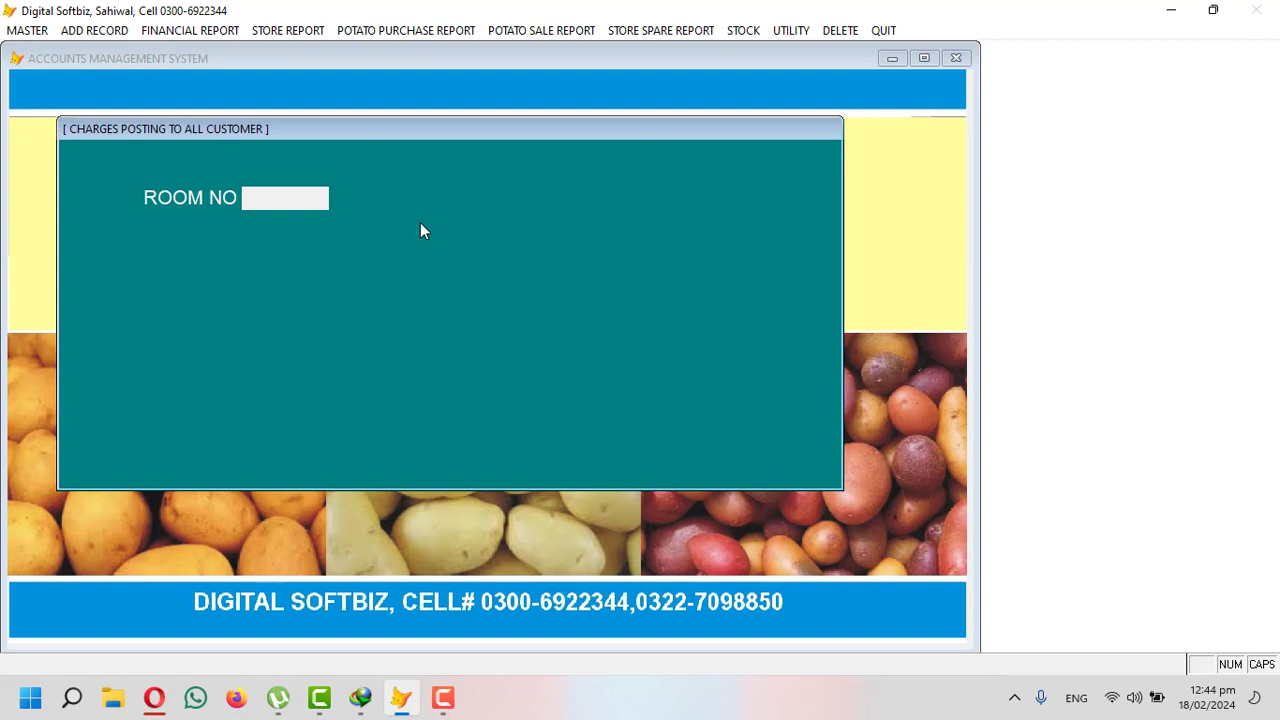 Digital Softbiz, Sahiwal, Cell 0300-6922344
MASTER ADD RECORD FINANCIAL REPORT STORE REPORT POTATO PURCHASE REPORT POTATO SALE REPORT STORE SPARE REPORT STOCK UTILITY DELETE QUIT
ACCOUNTS MANAGEMENT SYSTEM
[ CHARGES POSTING TO ALL CUSTOMER ]
ROOM NO
DIGITAL SOFTBIZ, CELL# 0300-6922344,0322-7098850
NUM CAPS
ENG 12:44 pm
18/02/2024